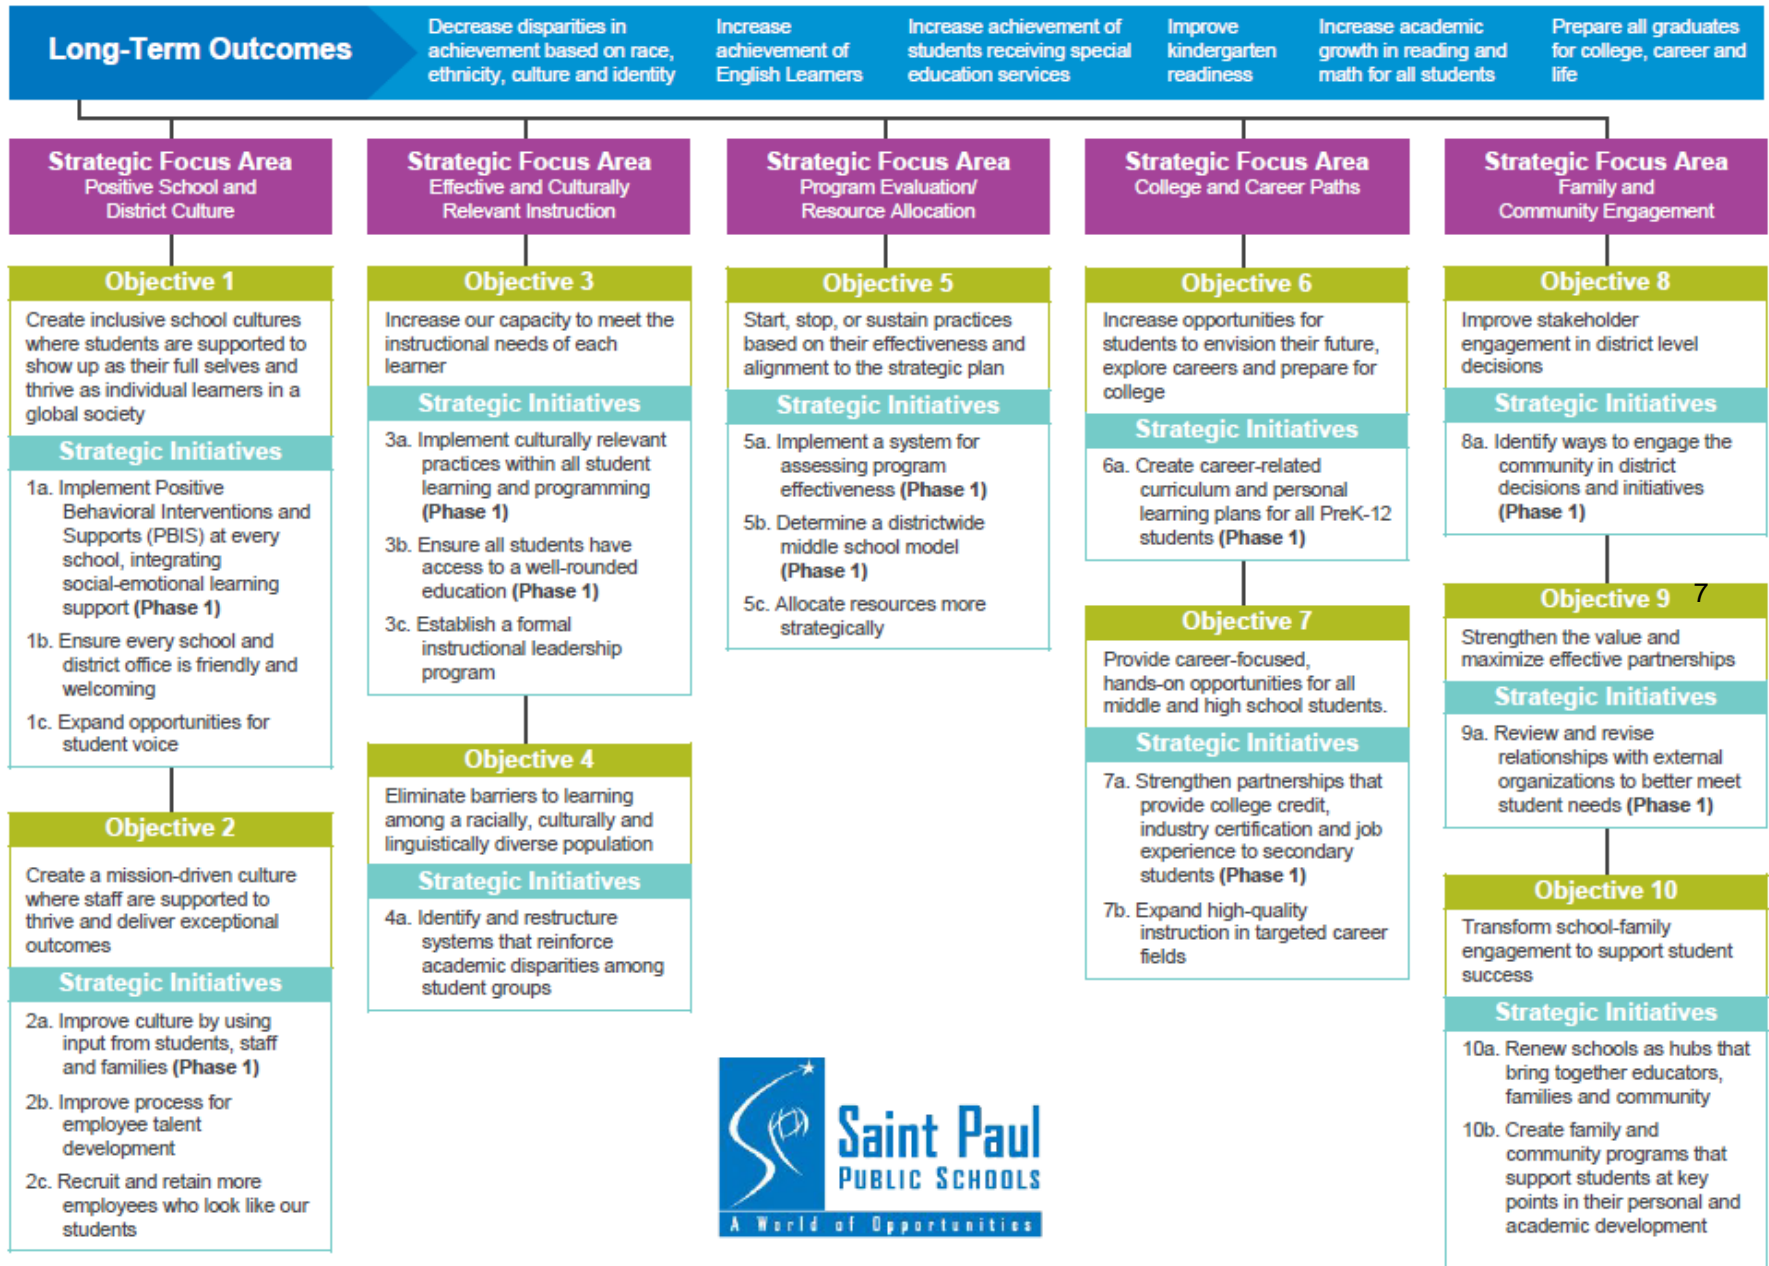 Long-Term Outcomes
Decrease disparities in
achievement based on race,
ethnicity, culture and identity
Increase
achievement of
English Learners
Increase achievement of
students receiving special
education services
Improve
kindergarten
readiness
Increase academic
growth in reading and
math for all students
Prepare all graduates
for college, career and
life
Strategic Focus Area
Positive School and
District Culture
Objective 1
Create inclusive school cultures
where students are supported to
show up as their full selves and
thrive as individual learners in a
global society
Strategic Initiatives
1a. Implement Positive
Behavioral Interventions and
Supports (PBIS) at every
school, integrating
social-emotional learning
support (Phase 1)
1b. Ensure every school and
district office is friendly and
welcoming
1c. Expand opportunities for
student voice
Objective 2
Create a mission-driven culture
where staff are supported to
thrive and deliver exceptional
outcomes
Strategic Initiatives
2a. Improve culture by using
input from students, staff
and families (Phase 1)
2b. Improve process for
employee talent
development
2c. Recruit and retain more
employees who look like our
students
Strategic Focus Area
Effective and Culturally
Relevant Instruction
Objective 3
Increase our capacity to meet the
instructional needs of each
learner
Strategic Initiatives
3a. Implement culturally relevant
practices within all student
learning and programming
(Phase 1)
3b. Ensure all students have
access to a well-rounded
education (Phase 1)
3c. Establish a formal
instructional leadership
program
Objective 4
Eliminate barriers to learning
among a racially, culturally and
linguistically diverse population
Strategic Initiatives
4a. Identify and restructure
systems that reinforce
academic disparities among
student groups
Strategic Focus Area
Program Evaluation/
Resource Allocation
Objective 5
Start, stop, or sustain practices
based on their effectiveness and
alignment to the strategic plan
Strategic Initiatives
5a. Implement a system for
assessing program
effectiveness (Phase 1)
5b. Determine a districtwide
middle school model
(Phase 1)
5c. Allocate resources more
strategically
Strategic Focus Area
College and Career Paths
Objective 6
Increase opportunities for
students to envision their future,
explore careers and prepare for
college
Strategic Initiatives
6a. Create career-related
curriculum and personal
learning plans for all PreK-12
students (Phase 1)
Objective 7
Provide career-focused,
hands-on opportunities for all
middle and high school students.
Strategic Initiatives
7a. Strengthen partnerships that
provide college credit,
industry certification and job
experience to secondary
students (Phase 1)
7b. Expand high-quality
instruction in targeted career
fields
Strategic Focus Area
Family and
Community Engagement
Objective 8
Improve stakeholder
engagement in district level
decisions
Strategic Initiatives
8a. Identify ways to engage the
community in district
decisions and initiatives
(Phase 1)
Objective 9 7
Strengthen the value and
maximize effective partnerships
Strategic Initiatives
9a. Review and revise
relationships with external
organizations to better meet
student needs (Phase 1)
Objective 10
Transform school-family
engagement to support student
success
Strategic Initiatives
10a. Renew schools as hubs that
bring together educators,
families and community
10b. Create family and
community programs that
support students at key
points in their personal and
academic development
Saint Paul
PUBLIC SCHOOLS
A World of Opportunities